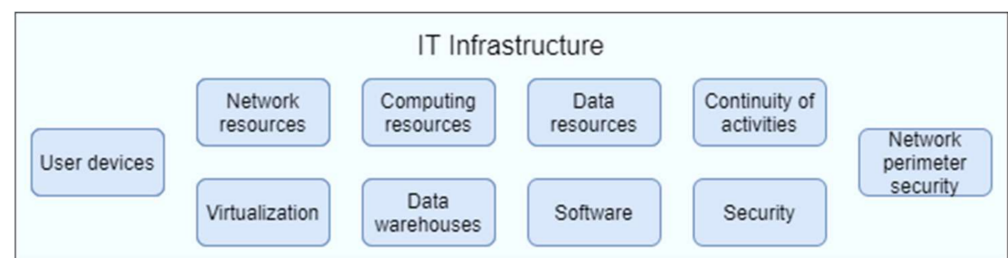 IT Infrastructure
User devices
Network
resources
Computing
resources
Data
resources
Continuity of
activities
Virtualization
Data
warehouses
Software
Security
Network
perimeter
security